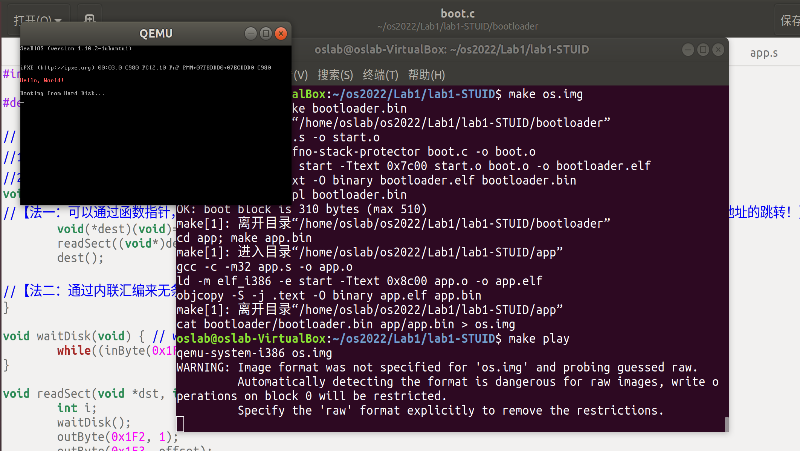 打开(O)
boot.c
~/os2022/Lab1/lab1-STUID/bootloader
保存
QEMU
oslab@oslab-VirtualBox: ~/os2022/Lab1/lab1-STUID
app.s
SeaBIOS (version 1.10.2-1ubuntu1)
iPXE (http://ipxe.org) 00:03.0 C980 PCI2.10 PnP PMM
Hello, World!
Booting from Hard Disk...
(V) 搜索(S) 终端(T) 帮助(H)
alBox:~/os2022/Lab1/lab1-STUID$ make os.img
ke bootloader.bin
“/home/oslab/os2022/Lab1/lab1-STUID/bootloader”
.s -o start.o
fno-stack-protector boot.c -o boot.o
start -Ttext 0x7c00 start.o boot.o -o bootloader.elf
xt -O binary bootloader.elf bootloader.bin
pl bootloader.bin
OK: boot block is 310 bytes (max 510)
make[1]: 离开目录“/home/oslab/os2022/Lab1/lab1-STUID/bootloader”
cd app; make app.bin
make[1]: 进入目录“/home/oslab/os2022/Lab1/lab1-STUID/app”
gcc -c -m32 app.s -o app.o
ld -m elf_i386 -e start -Ttext 0x8c00 app.o -o app.elf
objcopy -S -j .text -O binary app.elf app.bin
make[1]: 离开目录“/home/oslab/os2022/Lab1/lab1-STUID/app”
cat bootloader/bootloader.bin app/app.bin > os.img
oslab@oslab-VirtualBox:~/os2022/Lab1/lab1-STUID$ make play
qemu-system-i386 os.img
WARNING: Image format was not specified for 'os.img' and probing guessed raw.
Automatically detecting the format is dangerous for raw images, write o
perations on block 0 will be restricted.
Specify the 'raw' format explicitly to remove the restrictions.
#in
#de
//
//1
//2
vo
//【法一：可以通过函数指针，
地址的跳转！】
void(*dest)(void)=
readSect((void*)de
dest();
//【法二：通过内联汇编来无条
}
void waitDisk(void) { // w
while((inByte(0x1F
}
void readSect(void *dst, i
int i;
waitDisk();
outByte(0x1F2, 1);
outByte(0x1F3, offset);